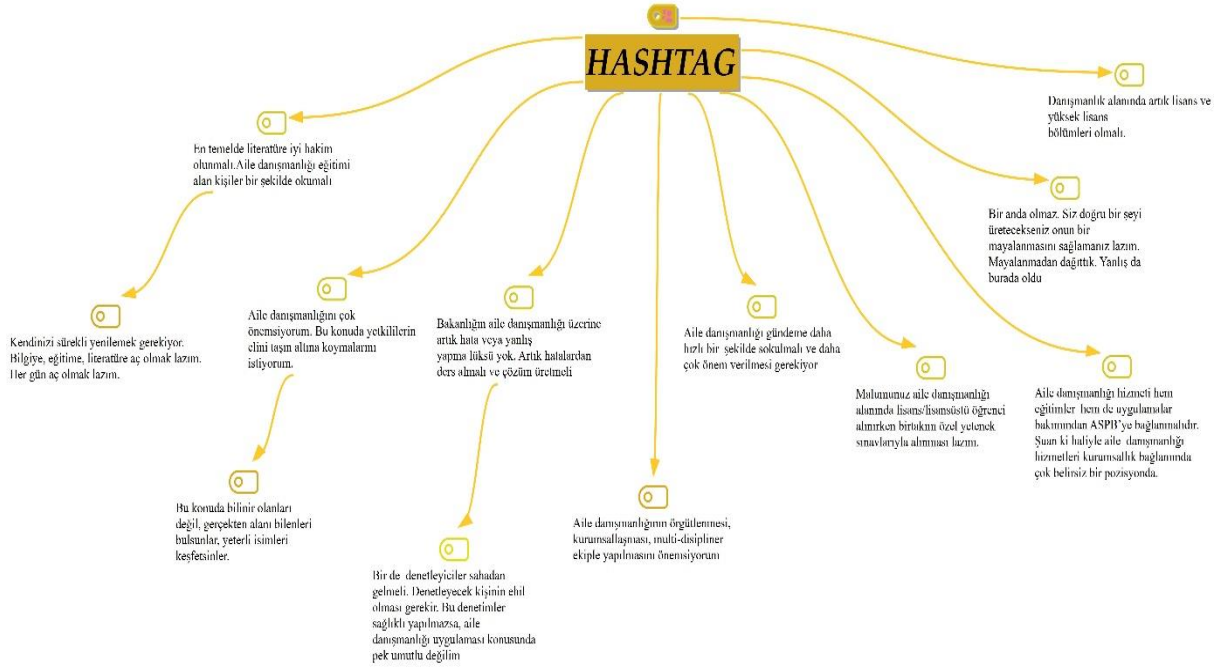 HASHTAG
Danışmanlık alanında artık lisans ve
yüksek lisans
bölümleri olmalı.
En temelde literatüre iyi hakim
olunmalı.Aile danışmanlığı eğitimi
alan kişiler bir şekilde okumalı
Bir anda olmaz. Siz doğru bir şeyi
üretecekseniz onun bir
mayalanmasını sağlamanız lazım.
Mayalanmadan dağıttık. Yanlış da
burada oldu
Kendinizi sürekli yenilemek gerekiyor.
Bilgiye, eğitime, literatüre aç olmak lazım.
Her gün aç olmak lazım.
Aile danışmanlığını çok
önemsiyorum. Bu konuda yetkililerin
elini taşın altına koymalarını
istiyorum.
Bakanlığın aile danışmanlığı üzerine
artık hata veya yanlış
yapma lüksü yok. Artık hatalardan
ders almalı ve çözüm üretmeli
Aile danışmanlığı gündeme daha
hızlı bir şekilde sokulmalı ve daha
çok önem verilmesi gerekiyor
Malumunuz aile danışmanlığı
alanında lisans/lisansüstü öğrenci
alınırken birtakım özel yetenek
sınavlarıyla alınması lazım.
Aile danışmanlığı hizmeti hem
eğitimler hem de uygulamalar
bakımından ASPB'ye bağlanmalıdır.
Şuan ki haliyle aile danışmanlığı
hizmetleri kurumsallık bağlamında
çok belirsiz bir pozisyonda.
Bu konuda bilinir olanları
değil, gerçekten alanı bilenleri
bulsunlar, yeterli isimleri
keşfetsinler.
Bir de denetleyiciler sahadan
gelmeli. Denetleyecek kişinin ehil
olması gerekir. Bu denetimler
sağlıklı yapılmazsa, aile
danışmanlığı uygulaması konusunda
pek umutlu değilim
Aile danışmanlığının örgütlenmesi,
kurumsallaşması, multi-disipliner
ekiple yapılmasını önemsiyorum